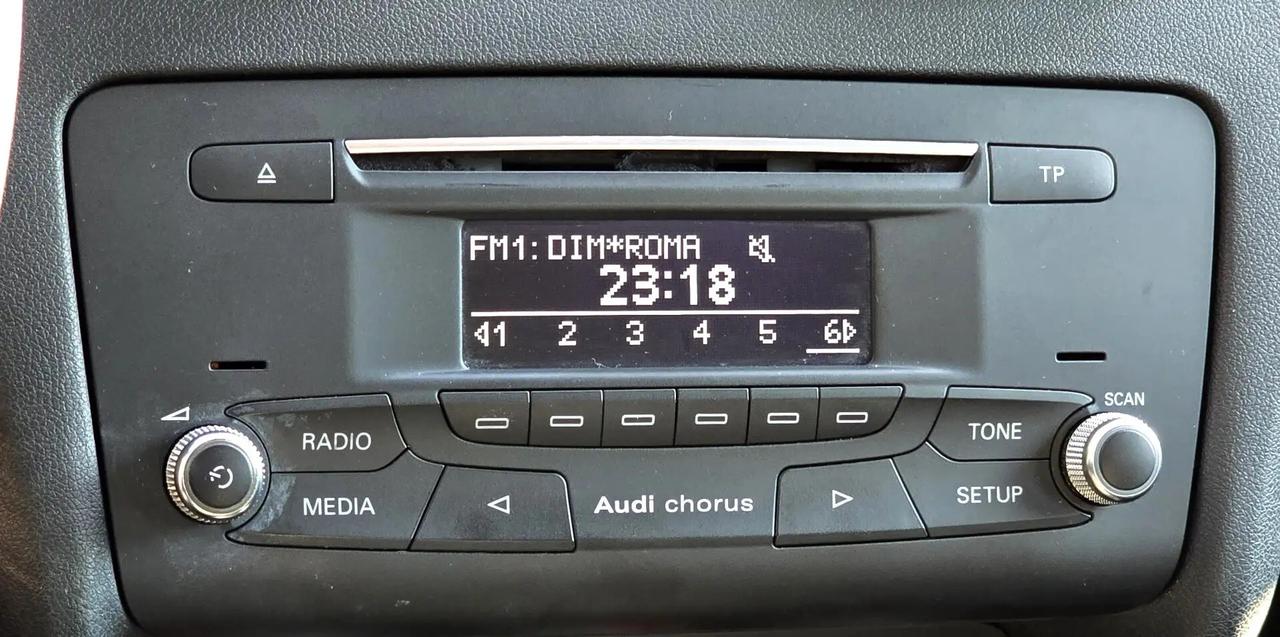 TP
FM1: DIM*ROMA
23:18
1 2 3 4 5 6
SCAN
RADIO
TONE
MEDIA
Audi chorus
SETUP